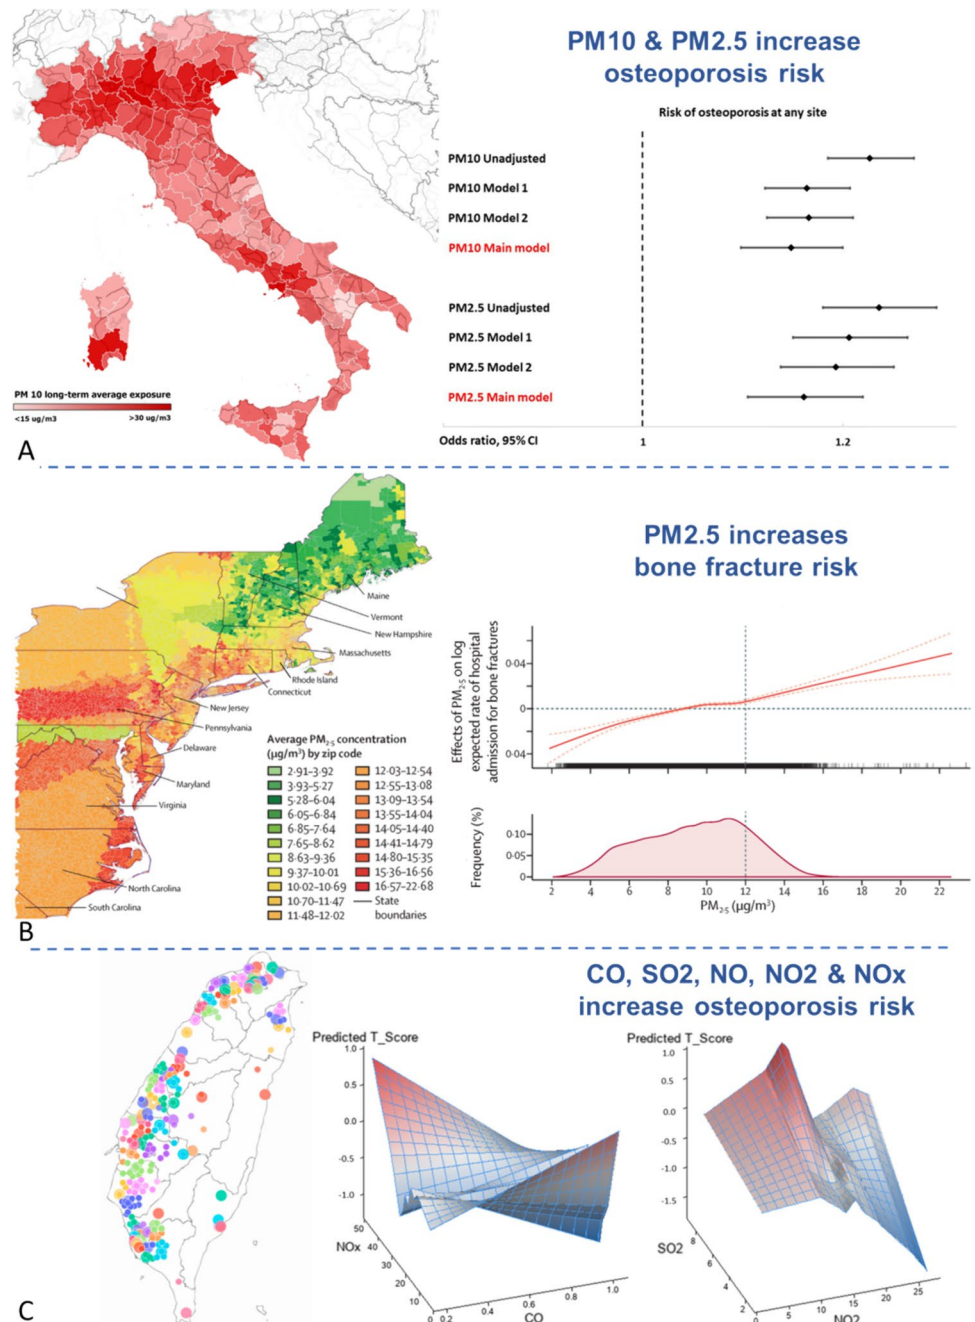 PM10 & PM2.5 increase
osteoporosis risk
Risk of osteoporosis at any site
PM10 Unadjusted
PM10 Model 1
PM10 Model 2
PM10 Main model
PM2.5 Unadjusted
PM2.5 Model 1
PM2.5 Model 2
PM2.5 Main model
Odds ratio, 95% CI
1
1.2
PM 10 long-term average exposure
<15 ug/m3
>30 ug/m3
A
PM2.5 increases
bone fracture risk
Maine
Vermont
New Hampshire
Massachusetts
Rhode Island
Connecticut
New Jersey
Pennsylvania
Delaware
Maryland
Virginia
North Carolina
South Carolina
Average PM2·5 concentration
(µg/m³) by zip code
2·91–3·92
3·93–5·27
5·28–6·04
6·05–6·84
6·85–7·64
7·65–8·62
8·63–9·36
9·37–10·01
10·02–10·69
10·70–11·47
11·48–12·02
12·03–12·54
12·55–13·08
13·09–13·54
13·55–14·04
14·05–14·40
14·41–14·79
14·80–15·35
15·36–16·56
16·57–22·68
State
boundaries
Effects of PM2·5 on log
expected rate of hospital
admission for bone fractures
0·04
0
0·04
Frequency (%)
0·10
0·05
0
2 4 6 8 10 12 14 16 18 20 22
PM2·5 (µg/m³)
B
CO, SO2, NO, NO2 & NOx
increase osteoporosis risk
Predicted T_Score
1.0
0.5
0.0
-0.5
-1.0
50
40
30
20
10
0
NOx
0.2 0.4 0.6 0.8 1.0
CO
Predicted T_Score
1.0
0.5
0.0
-0.5
-1.0
-1.5
8
6
4
2
SO2
0 5 10 15 20 25
NO2
C